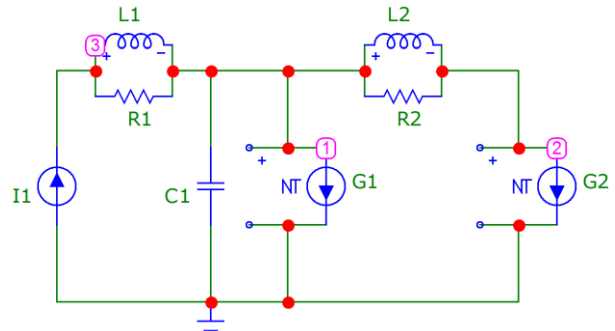 L1
L2
3
+
−
+
−
R1
R2
1
2
+
+
I1
C1
NT
G1
NT
G2